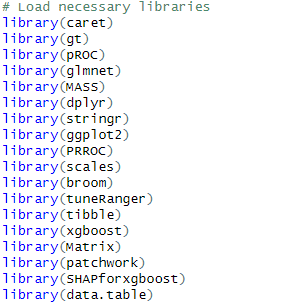 # Load necessary libraries
library(caret)
library(gt)
library(pROC)
library(glmnet)
library(MASS)
library(dplyr)
library(stringr)
library(ggplot2)
library(PRROC)
library(scales)
library(broom)
library(tuneRanger)
library(tibble)
library(xgboost)
library(Matrix)
library(patchwork)
library(SHAPforxgboost)
library(data.table)